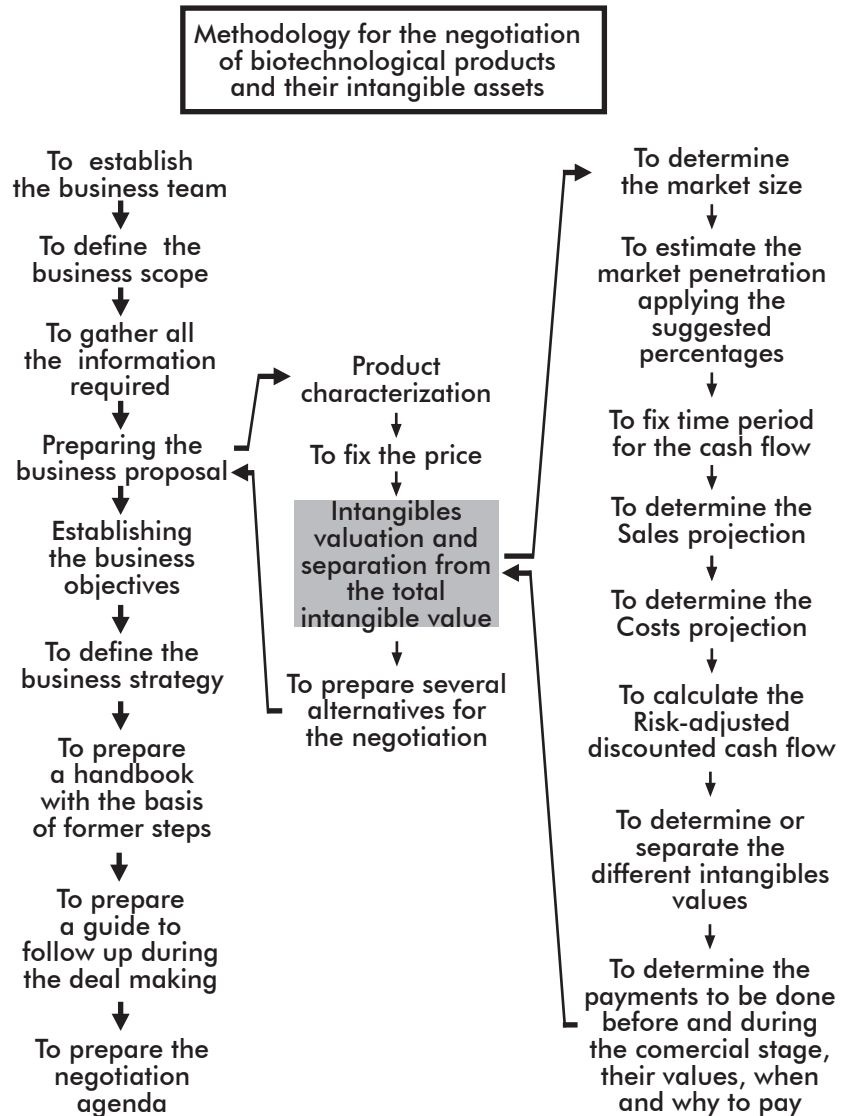 Methodology for the negotiation
of biotechnological products
and their intangible assets
To establish
the business team
To define the
business scope
To gather all
the information
required
Preparing the
business proposal
Establishing
the business
objectives
To define the
business strategy
To prepare
a handbook
with the basis
of former steps
To prepare
a guide to
follow up during
the deal making
To prepare the
negotiation
agenda
Product
characterization
To fix the price
Intangibles
valuation and
separation from
the total
intangible value
To prepare several
alternatives for
the negotiation
To determine
the market size
To estimate the
market penetration
applying the
suggested
percentages
To fix time period
for the cash flow
To determine the
Sales projection
To determine the
Costs projection
To calculate the
Risk-adjusted
discounted cash flow
To determine or
separate the
different intangibles
values
To determine the
payments to be done
before and during
the comercial stage,
their values, when
and why to pay